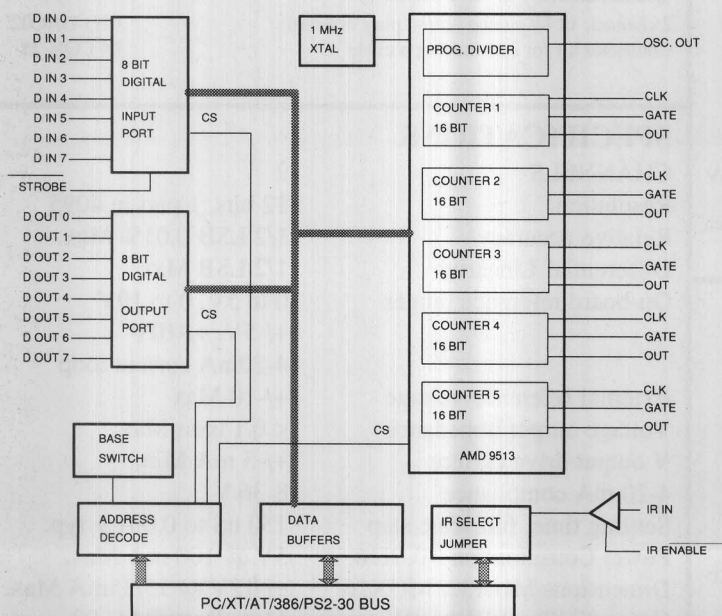 D IN 0
D IN 1
D IN 2
D IN 3
D IN 4
D IN 5
D IN 6
D IN 7
STROBE
8 BIT
DIGITAL
INPUT
PORT
CS
D OUT 0
D OUT 1
D OUT 2
D OUT 3
D OUT 4
D OUT 5
D OUT 6
D OUT 7
8 BIT
DIGITAL
OUTPUT
PORT
CS
1 MHz
XTAL
PROG. DIVIDER
OSC. OUT
COUNTER 1
16 BIT
CLK
GATE
OUT
COUNTER 2
16 BIT
CLK
GATE
OUT
COUNTER 3
16 BIT
CLK
GATE
OUT
COUNTER 4
16 BIT
CLK
GATE
OUT
COUNTER 5
16 BIT
CLK
GATE
OUT
CS
AMD 9513
BASE
SWITCH
ADDRESS
DECODE
DATA
BUFFERS
IR SELECT
JUMPER
IR IN
IR ENABLE
PC/XT/AT/386/PS2-30 BUS